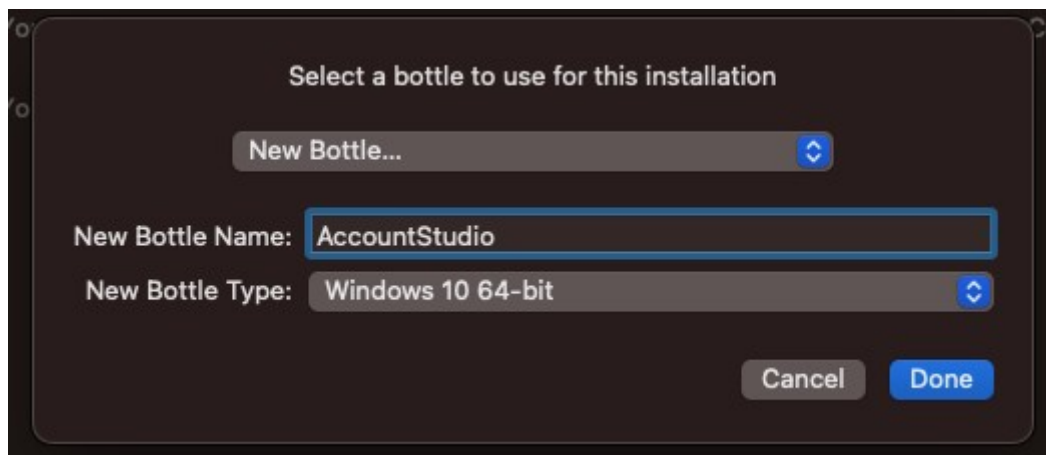 Select a bottle to use for this installation
New Bottle...
New Bottle Name: AccountStudio
New Bottle Type: Windows 10 64-bit
Cancel Done